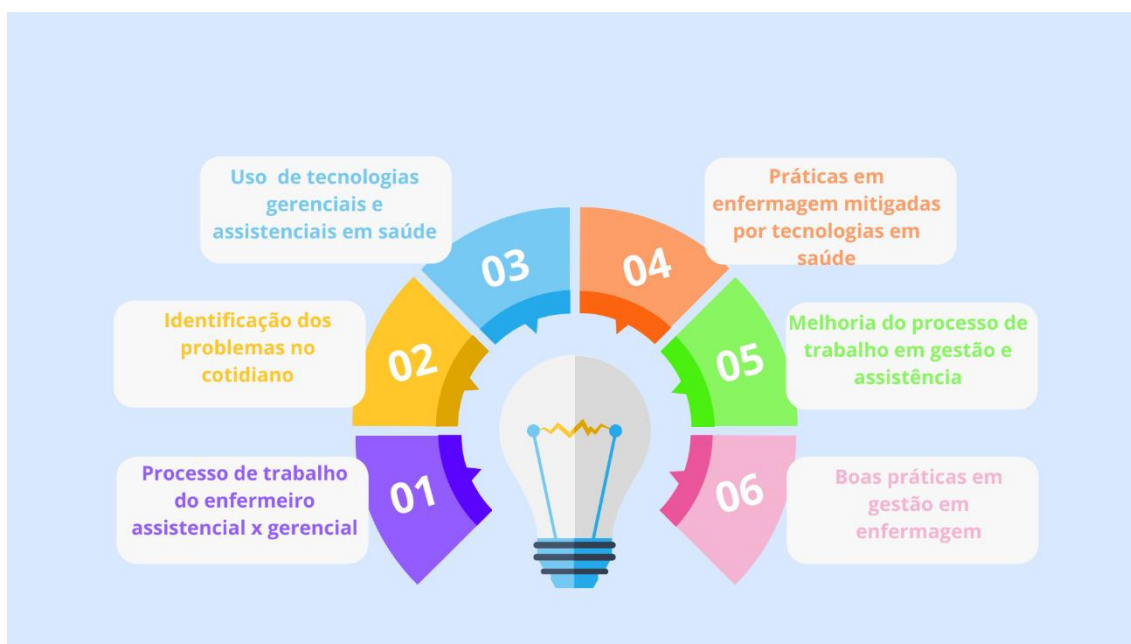 Uso de tecnologias
gerenciais e
assistenciais em saúde
03
04
Práticas em
enfermagem mitigadas
por tecnologias em
saúde
Identificação dos
problemas no
cotidiano
02
05
Melhoria do processo de
trabalho em gestão e
assistência
Processo de trabalho
do enfermeiro
assistencial x gerencial
01
06
Boas práticas em
gestão em
enfermagem